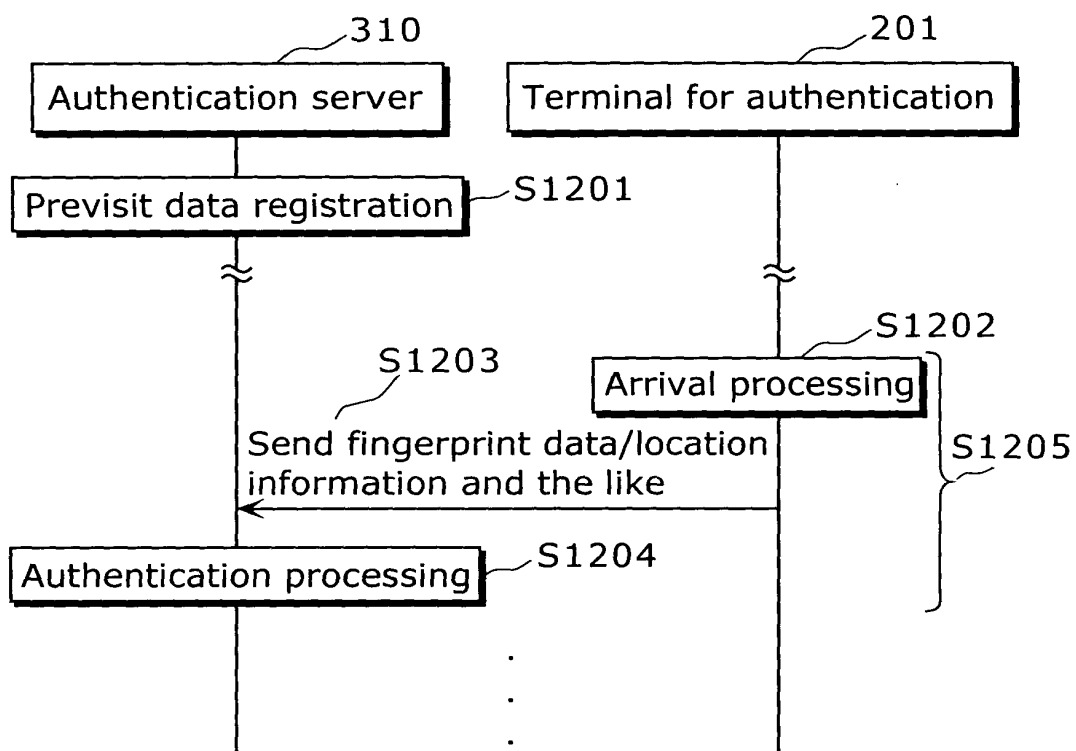 310
201
Authentication server
Terminal for authentication
Previsit data registration
S1201
S1202
Arrival processing
S1203
Send fingerprint data/location
information and the like
S1205
Authentication processing
S1204